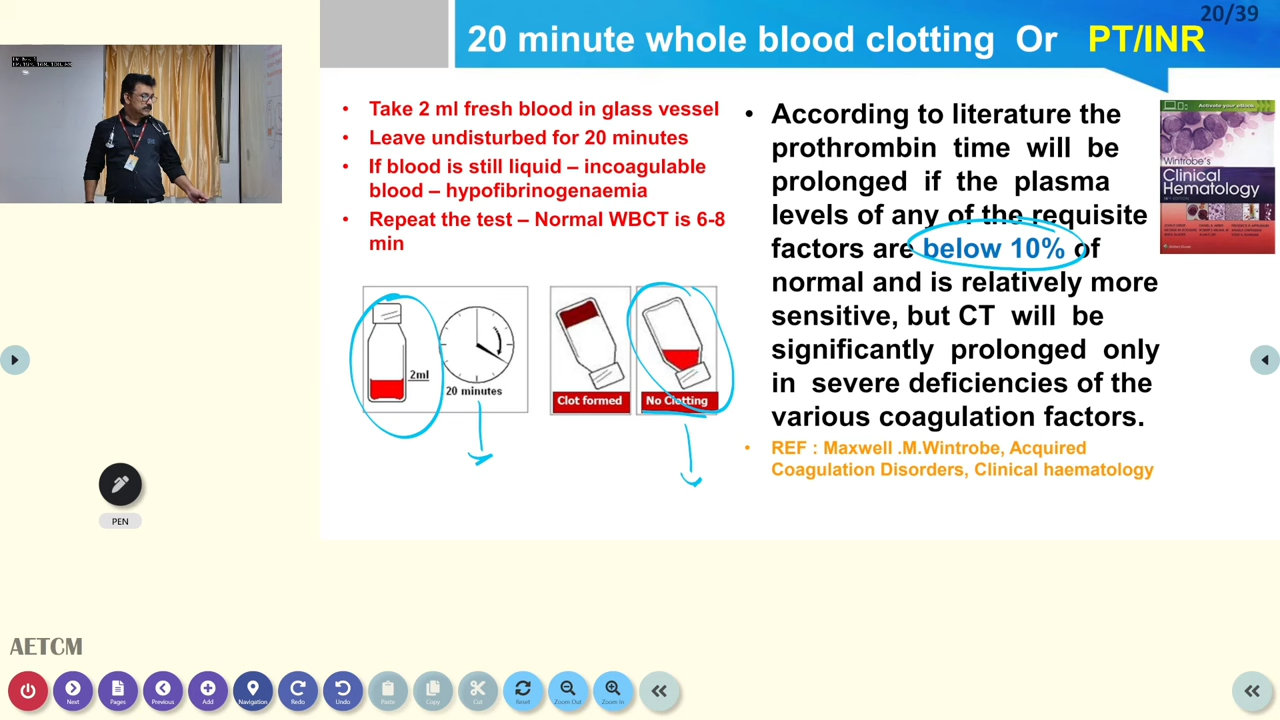 20/39
20 minute whole blood clotting Or PT/INR
• Take 2 ml fresh blood in glass vessel
• Leave undisturbed for 20 minutes
• If blood is still liquid – incoagulable
blood – hypofibrinogenaemia
• Repeat the test – Normal WBCT is 6-8
min
2ml
20 minutes
Clot formed
No Clotting
• According to literature the
prothrombin time will be
prolonged if the plasma
levels of any of the requisite
factors are below 10% of
normal and is relatively more
sensitive, but CT will be
significantly prolonged only
in severe deficiencies of the
various coagulation factors.
• REF : Maxwell .M.Wintrobe, Acquired
Coagulation Disorders, Clinical haematology
Activate your eBook
Wintrobe's
Clinical
Hematology
PEN
AETCM
Next
Pages
Previous
Add
Navigation
Redo
Undo
Paste
Copy
Cut
Reset
Zoom Out
Zoom In